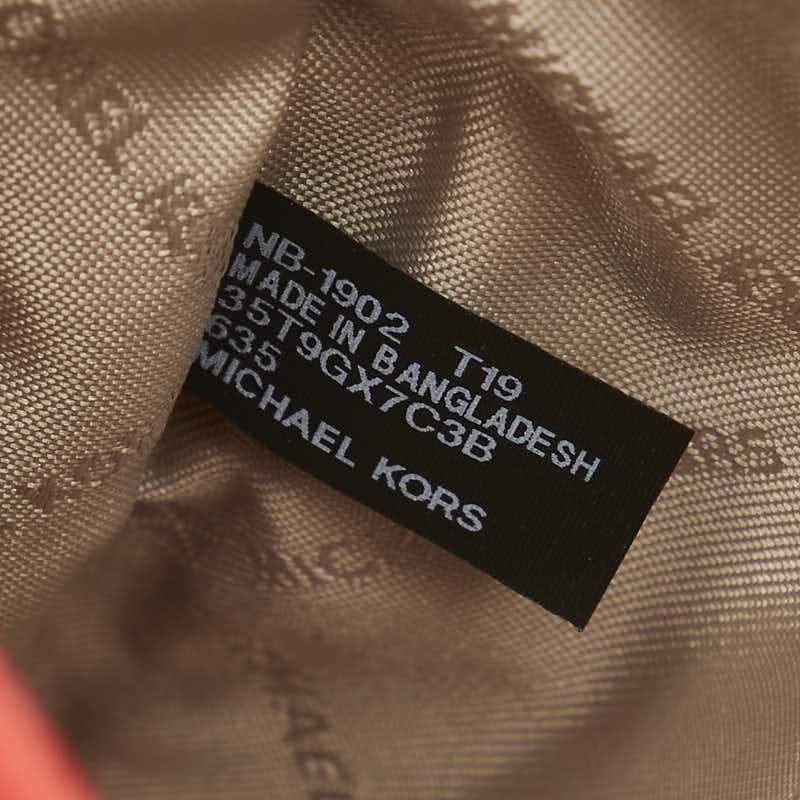 NB-1902 T19
MADE IN BANGLADESH
35T9GX7C3B
635
MICHAEL KORS